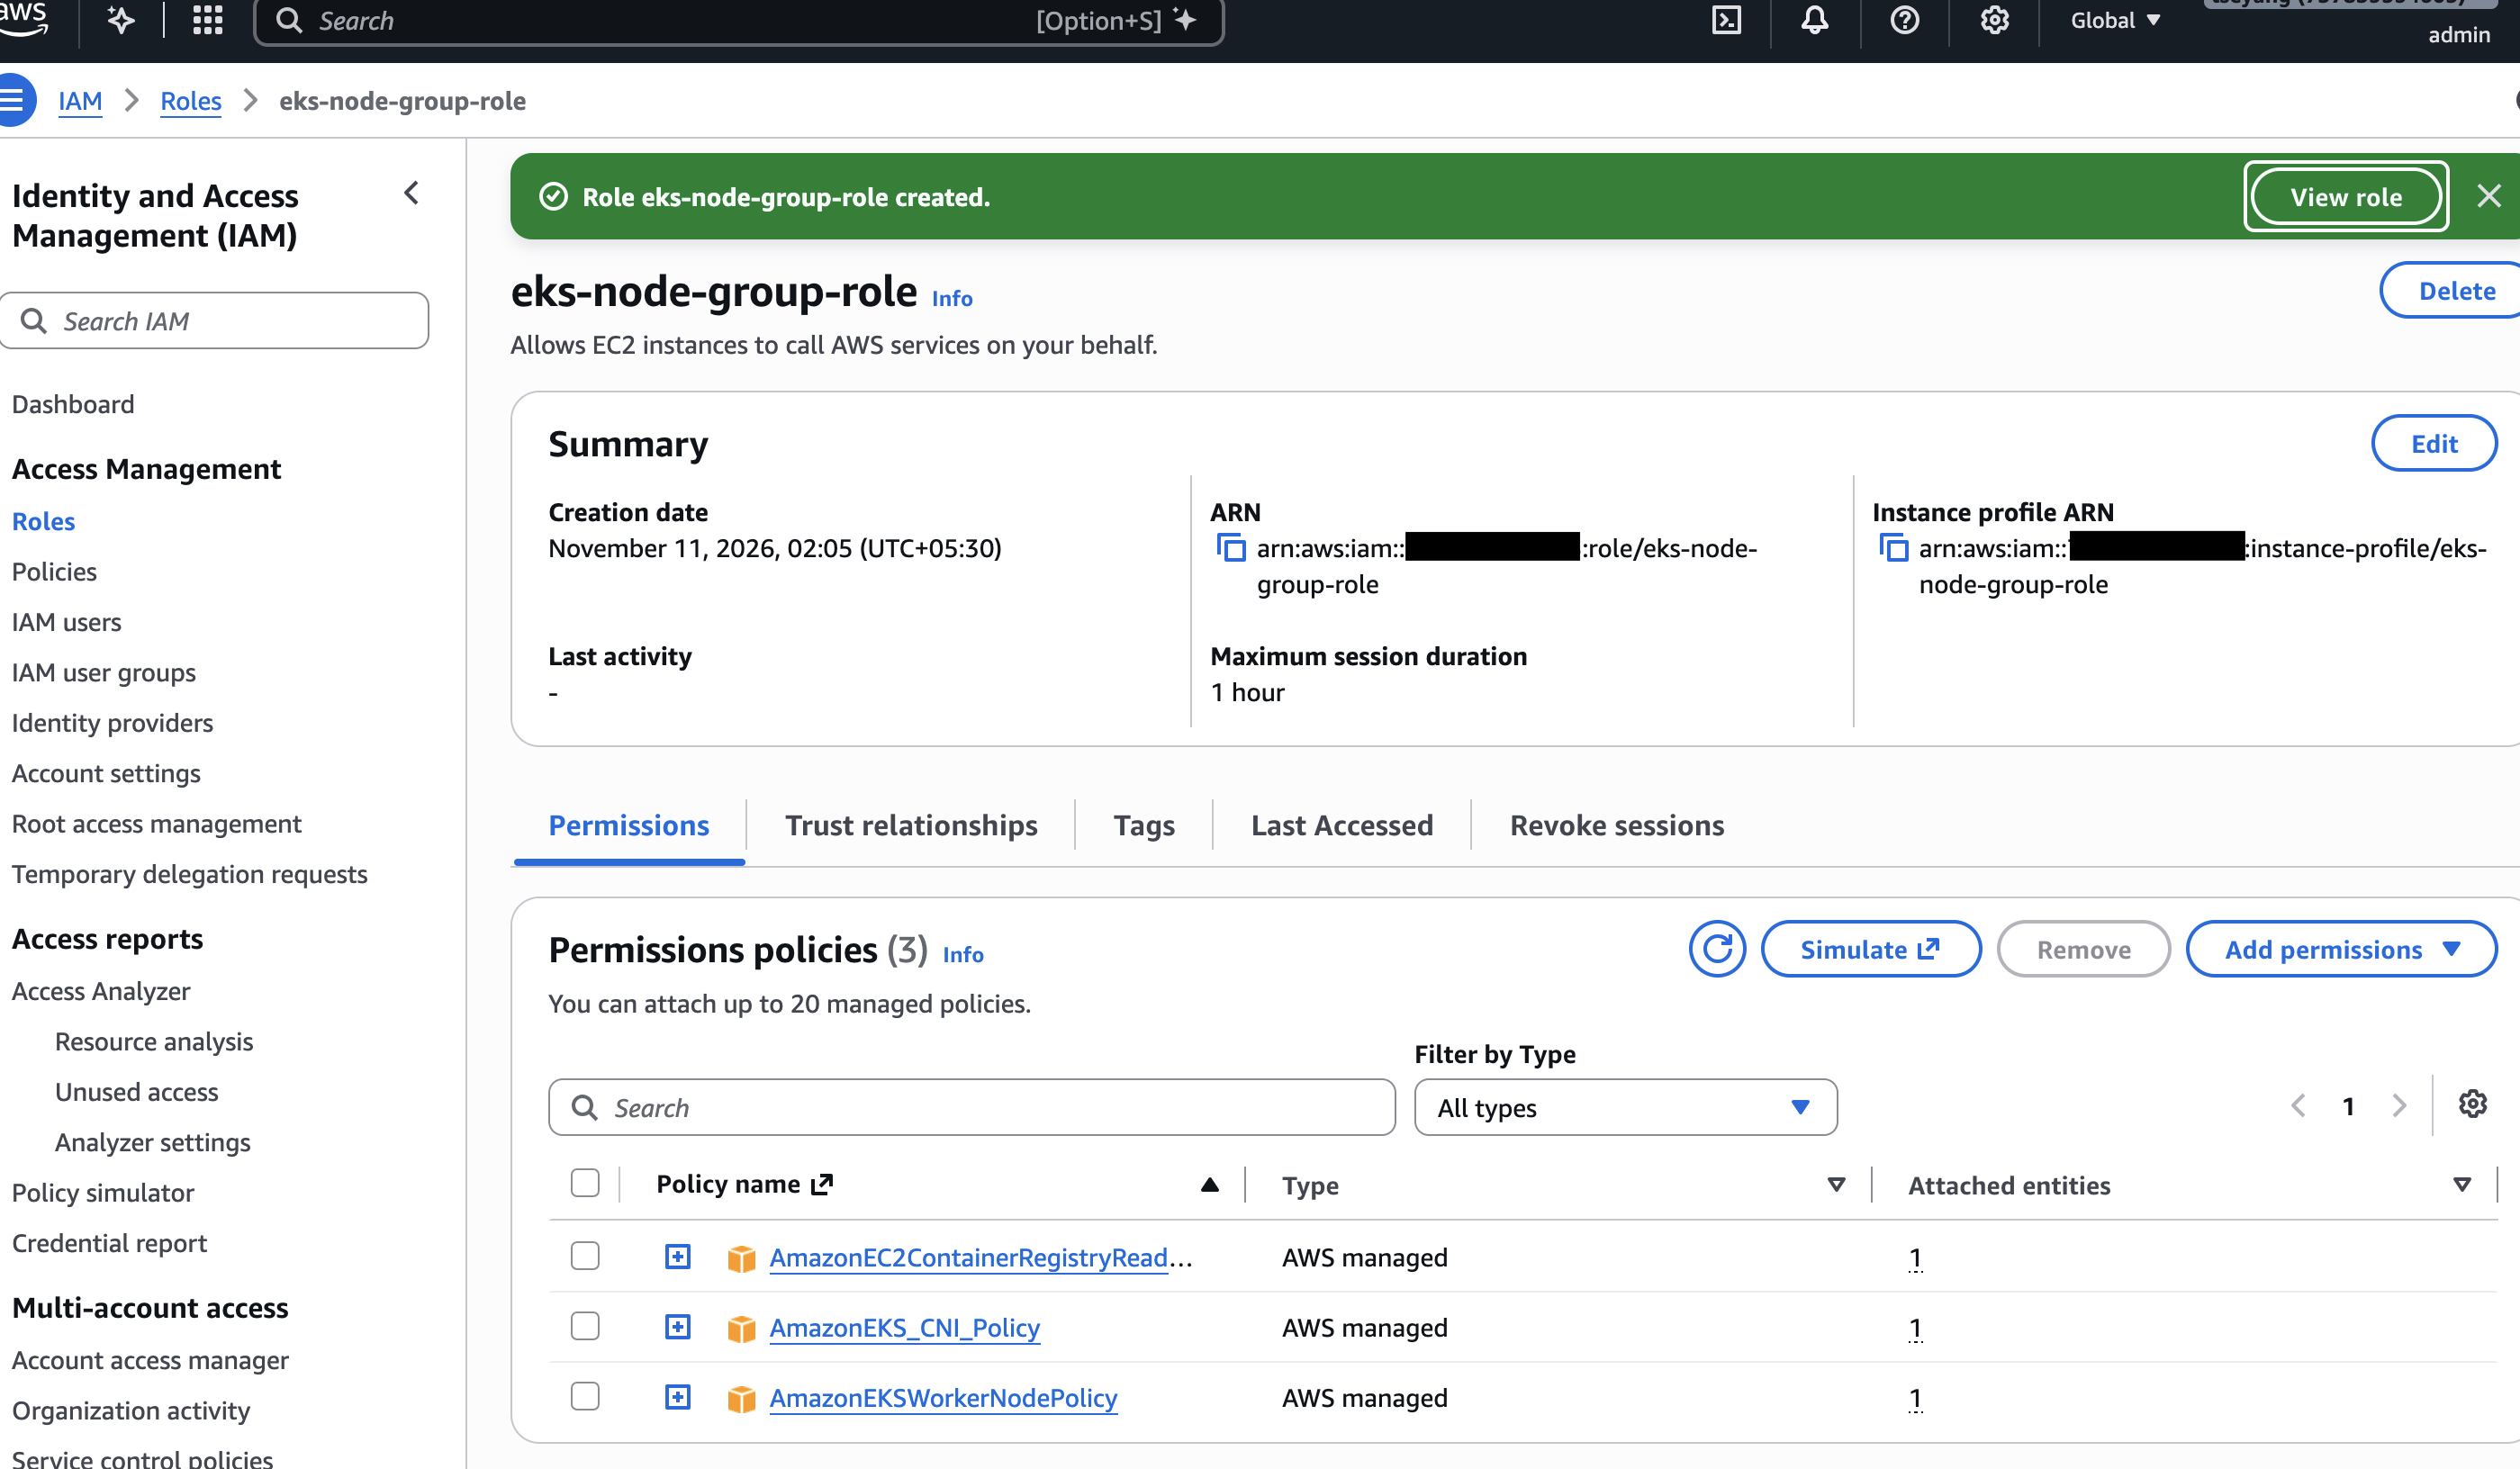 aws
Search
[Option+S]
Global
admin
IAM
Roles
eks-node-group-role
Identity and Access
Management (IAM)
Search IAM
Dashboard
Access Management
Roles
Policies
IAM users
IAM user groups
Identity providers
Account settings
Root access management
Temporary delegation requests
Access reports
Access Analyzer
Resource analysis
Unused access
Analyzer settings
Policy simulator
Credential report
Multi-account access
Account access manager
Organization activity
Service control policies
Role eks-node-group-role created.
View role
eks-node-group-role Info
Delete
Allows EC2 instances to call AWS services on your behalf.
Summary
Edit
Creation date
November 11, 2026, 02:05 (UTC+05:30)
ARN
arn:aws:iam:: :role/eks-node-
group-role
Instance profile ARN
arn:aws:iam:: :instance-profile/eks-
node-group-role
Last activity
-
Maximum session duration
1 hour
Permissions
Trust relationships
Tags
Last Accessed
Revoke sessions
Permissions policies (3) Info
Simulate
Remove
Add permissions
You can attach up to 20 managed policies.
Filter by Type
Search
All types
1
Policy name
Type
Attached entities
AmazonEC2ContainerRegistryRead...
AWS managed
1
AmazonEKS_CNI_Policy
AWS managed
1
AmazonEKSWorkerNodePolicy
AWS managed
1